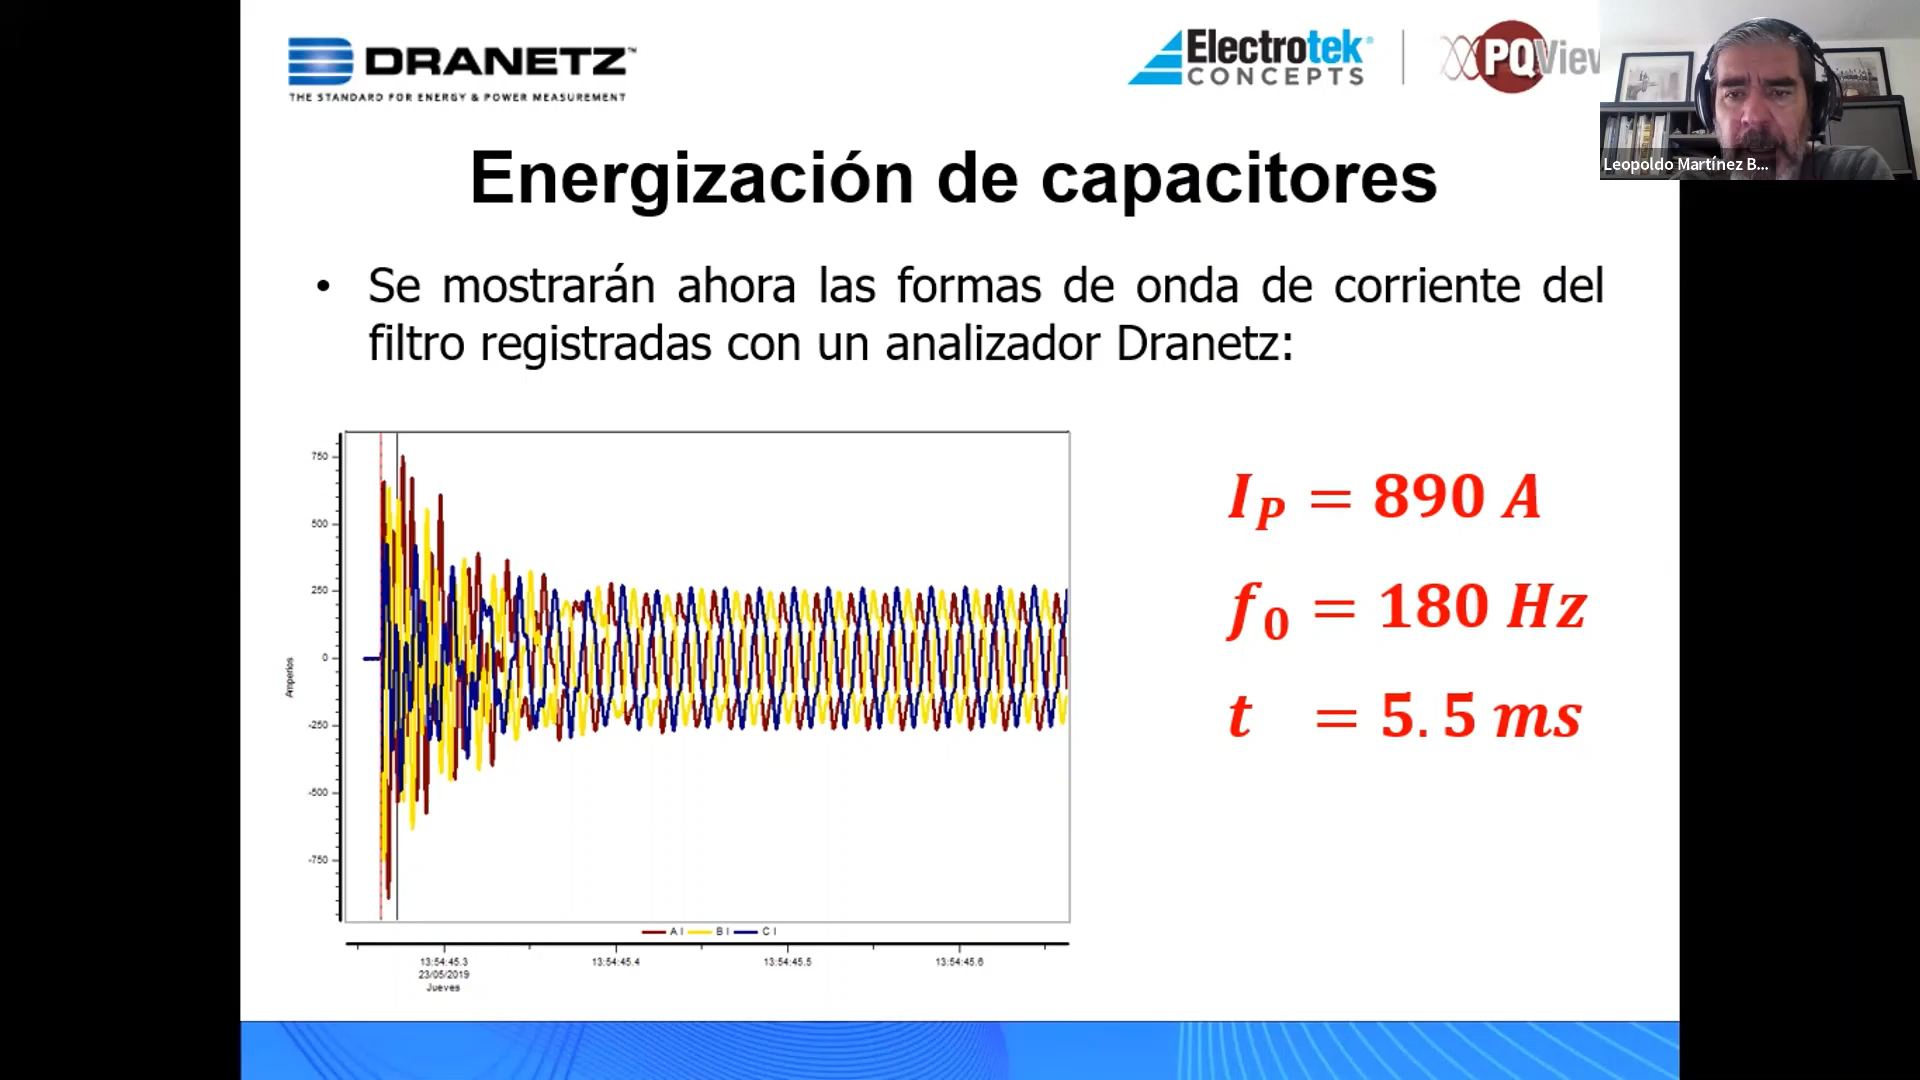 DRANETZ™
THE STANDARD FOR ENERGY & POWER MEASUREMENT
Electrotek®
CONCEPTS
PQView
Leopoldo Martínez B...
Energización de capacitores
• Se mostrarán ahora las formas de onda de corriente del
filtro registradas con un analizador Dranetz:
750
500
250
0
-250
-500
-750
Amperios
A I B I C I
13:54:45.3 13:54:45.4 13:54:45.5 13:54:45.6
23/05/2019
Jueves
I_P = 890 A
f_0 = 180 Hz
t = 5.5 ms